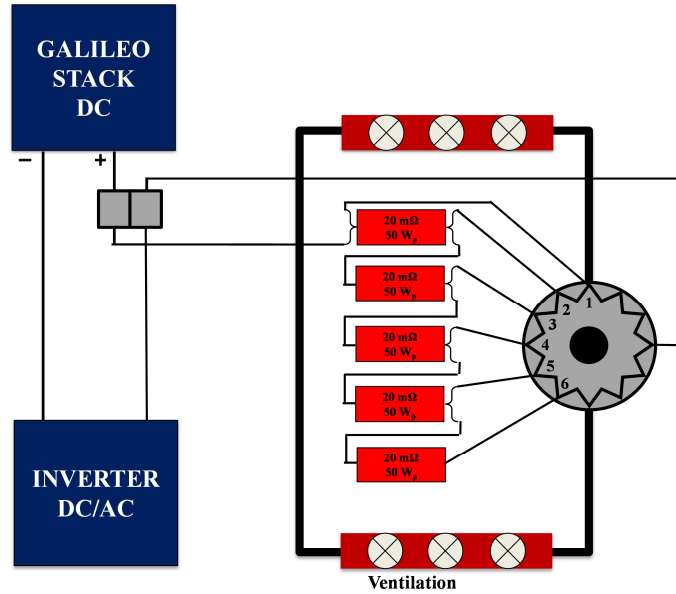 GALILEO
STACK
DC
−
+
20 mΩ
50 Wp
20 mΩ
50 Wp
20 mΩ
50 Wp
20 mΩ
50 Wp
20 mΩ
50 Wp
1
2
3
4
5
6
INVERTER
DC/AC
Ventilation